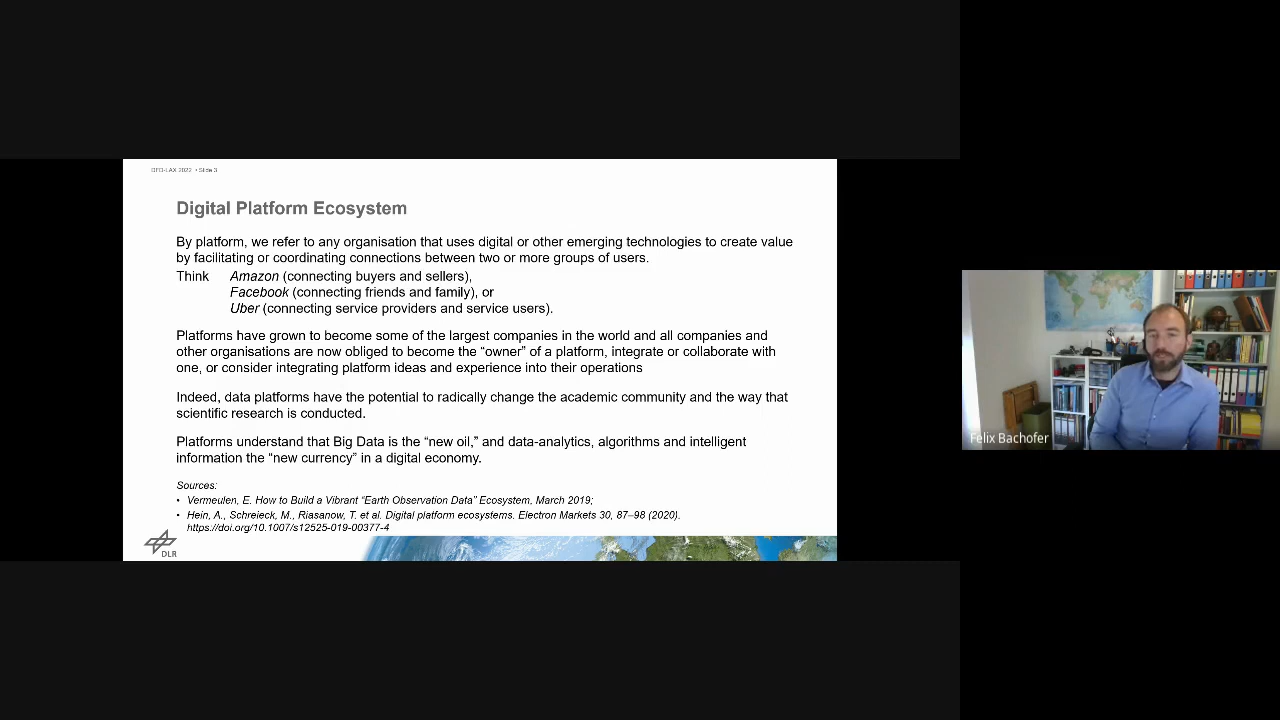 DFD-LAX 2022 • Slide 3
Digital Platform Ecosystem
By platform, we refer to any organisation that uses digital or other emerging technologies to create value
by facilitating or coordinating connections between two or more groups of users.
Think Amazon (connecting buyers and sellers),
Facebook (connecting friends and family), or
Uber (connecting service providers and service users).
Platforms have grown to become some of the largest companies in the world and all companies and
other organisations are now obliged to become the “owner” of a platform, integrate or collaborate with
one, or consider integrating platform ideas and experience into their operations
Indeed, data platforms have the potential to radically change the academic community and the way that
scientific research is conducted.
Platforms understand that Big Data is the “new oil,” and data-analytics, algorithms and intelligent
information the “new currency” in a digital economy.
Sources:
• Vermeulen, E. How to Build a Vibrant “Earth Observation Data” Ecosystem, March 2019;
• Hein, A., Schreieck, M., Riasanow, T. et al. Digital platform ecosystems. Electron Markets 30, 87–98 (2020).
https://doi.org/10.1007/s12525-019-00377-4
DLR
Felix Bachofer